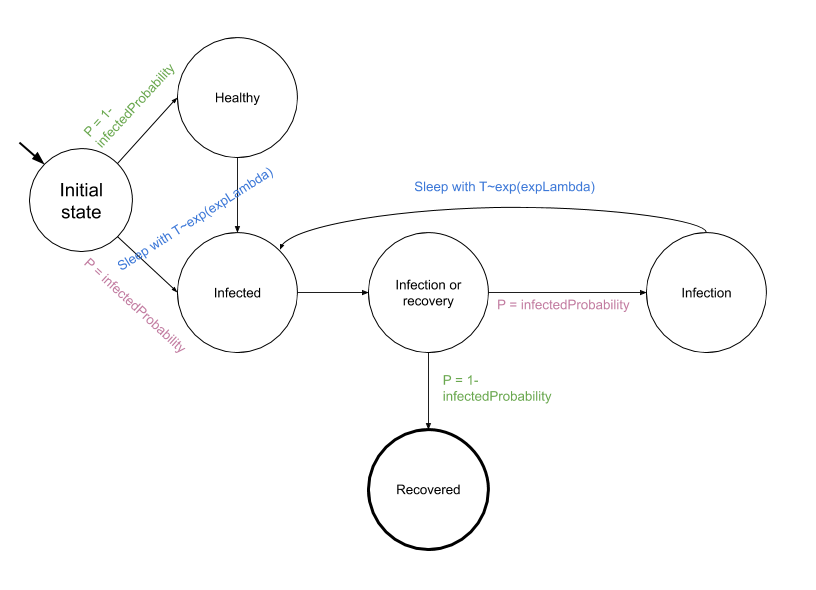 P = 1-
infectedProbability
Healthy
Initial
state
Sleep with T~exp(expLambda)
Sleep with T~exp(expLambda)
P = infectedProbability
Infected
Infection or
recovery
P = infectedProbability
Infection
P = 1-
infectedProbability
Recovered